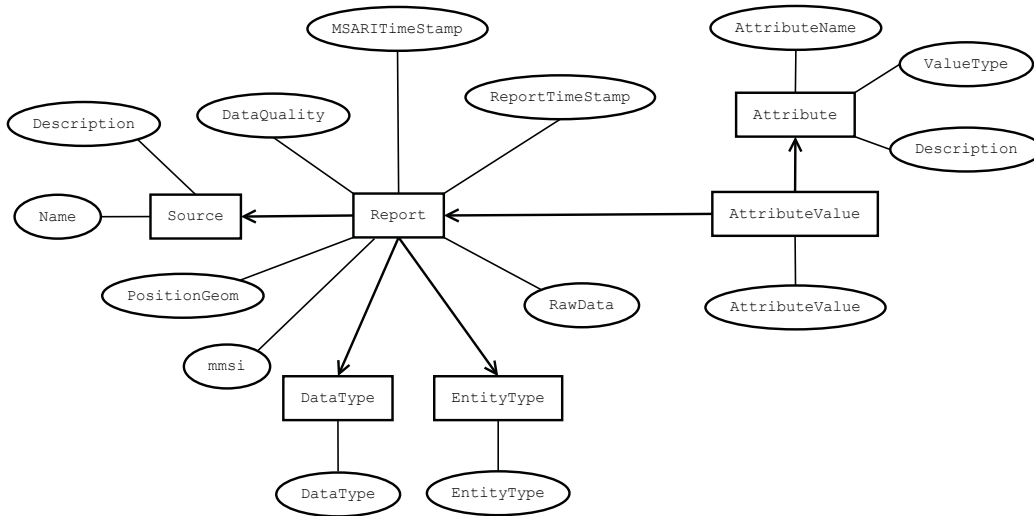 MSARITimeStamp
AttributeName
ValueType
ReportTimeStamp
DataQuality
Attribute
Description
Description
Name
Source
Report
AttributeValue
PositionGeom
RawData
AttributeValue
mmsi
DataType
EntityType
DataType
EntityType